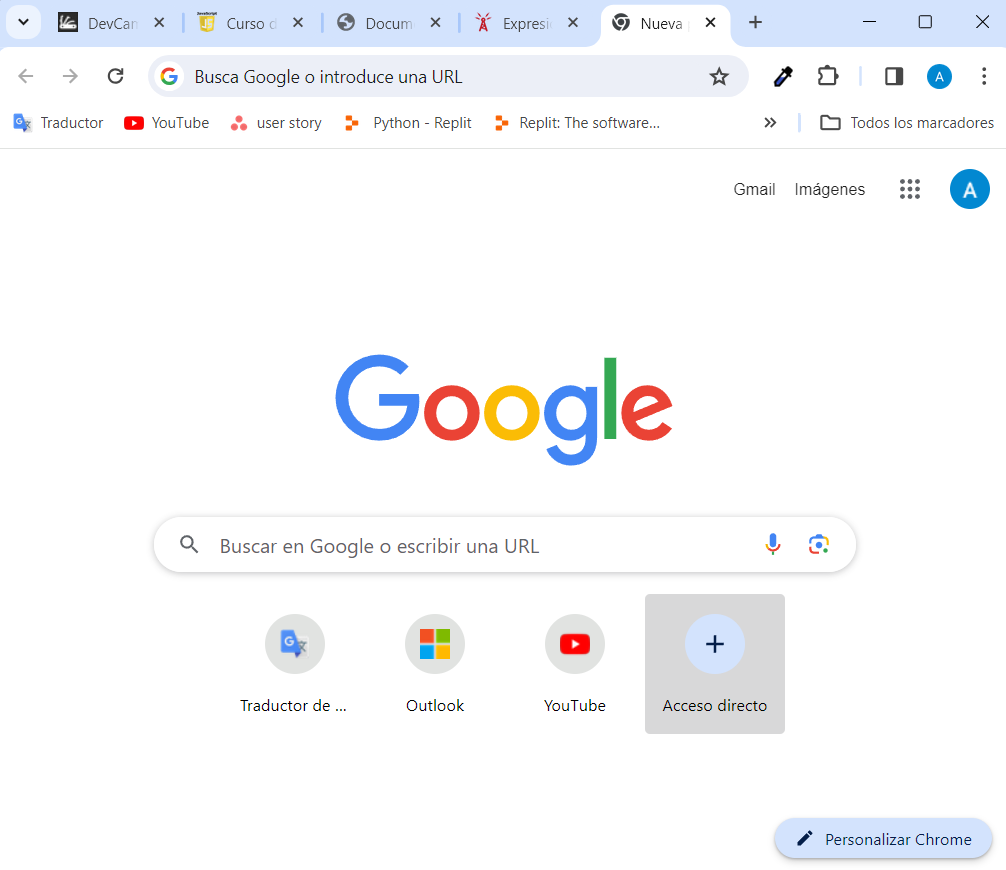 DevCan
Curso d
Docum
Expresi
Nueva
Busca Google o introduce una URL
A
Traductor
YouTube
user story
Python - Replit
Replit: The software...
Todos los marcadores
Gmail
Imágenes
A
Google
Buscar en Google o escribir una URL
Traductor de ...
Outlook
YouTube
Acceso directo
Personalizar Chrome